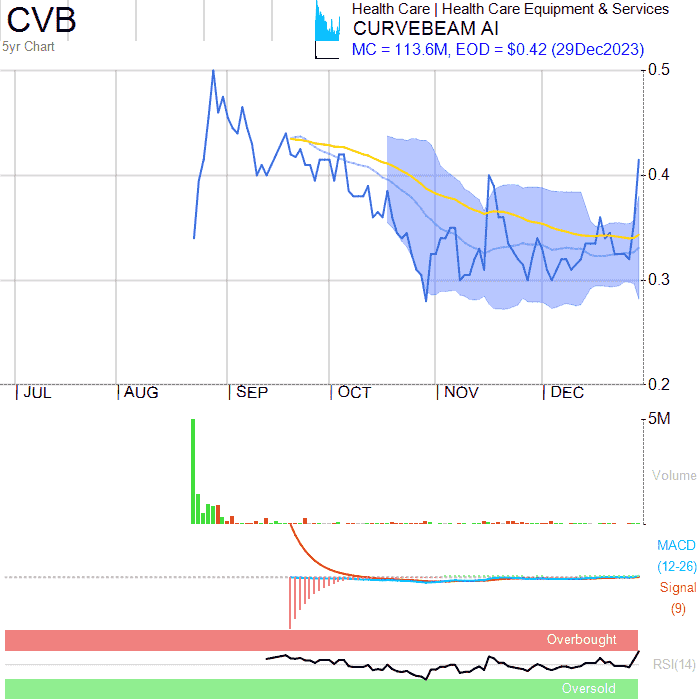 CVB
5yr Chart
Health Care | Health Care Equipment & Services
CURVEBEAM AI
MC = 113.6M, EOD = $0.42 (29Dec2023)
0.5
0.4
0.3
0.2
JUL AUG SEP OCT NOV DEC
5M
Volume
MACD
(12-26)
Signal
(9)
Overbought
RSI(14)
Oversold